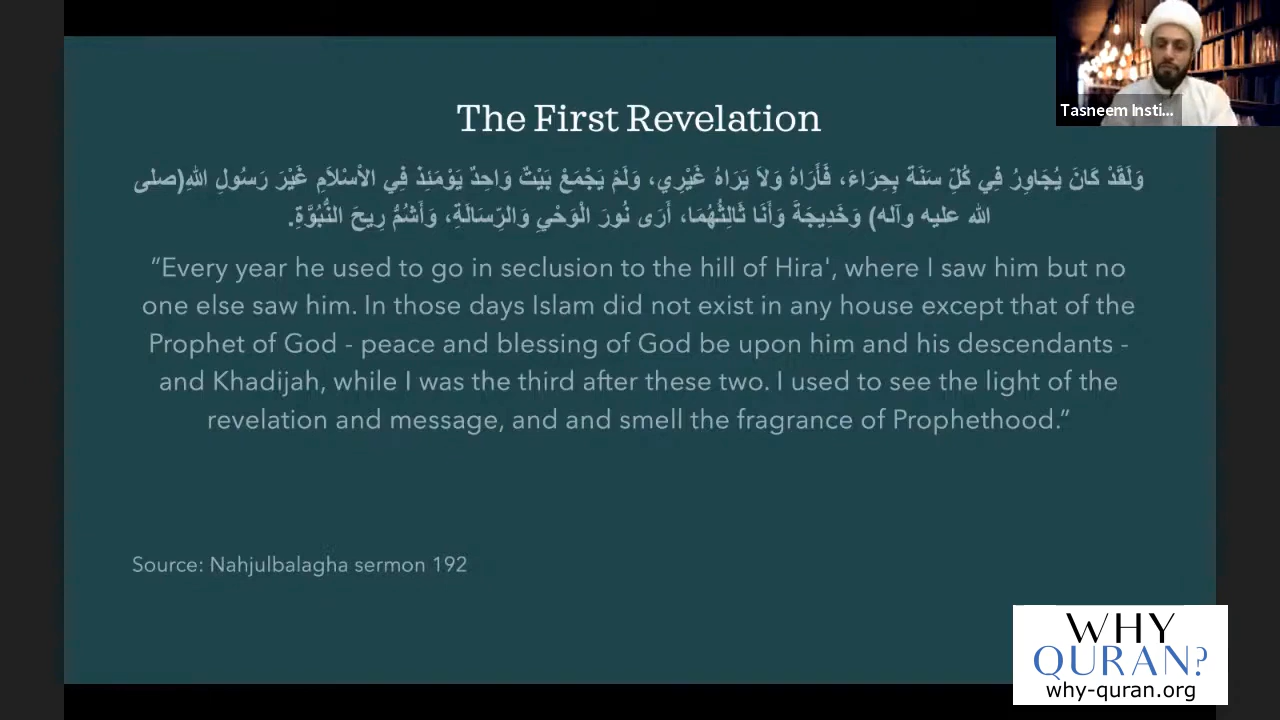 Tasneem Insti...
The First Revelation
وَلَقَدْ كَانَ يُجَاوِرُ فِي كُلِّ سَنَة بِحِرَاءَ، فَأَرَاهُ وَلاَ يَرَاهُ غَيْرِي، وَلَمْ يَجْمَعْ بَيْتٌ وَاحِدٌ يَوْمَئِذ فِي الاْسْلاَمِ غَيْرَ رَسُولِ اللهِ(صلى
الله عليه وآله) وَخَدِيجَةَ وَأَنَا ثَالِثُهُمَا، أَرَى نُورَ الْوَحْيِ وَالرِّسَالَةِ، وَأَشُمُّ رِيحَ النُّبُوَّةِ.
“Every year he used to go in seclusion to the hill of Hira', where I saw him but no
one else saw him. In those days Islam did not exist in any house except that of the
Prophet of God - peace and blessing of God be upon him and his descendants -
and Khadijah, while I was the third after these two. I used to see the light of the
revelation and message, and and smell the fragrance of Prophethood.”
Source: Nahjulbalagha sermon 192
WHY
QURAN?
why-quran.org